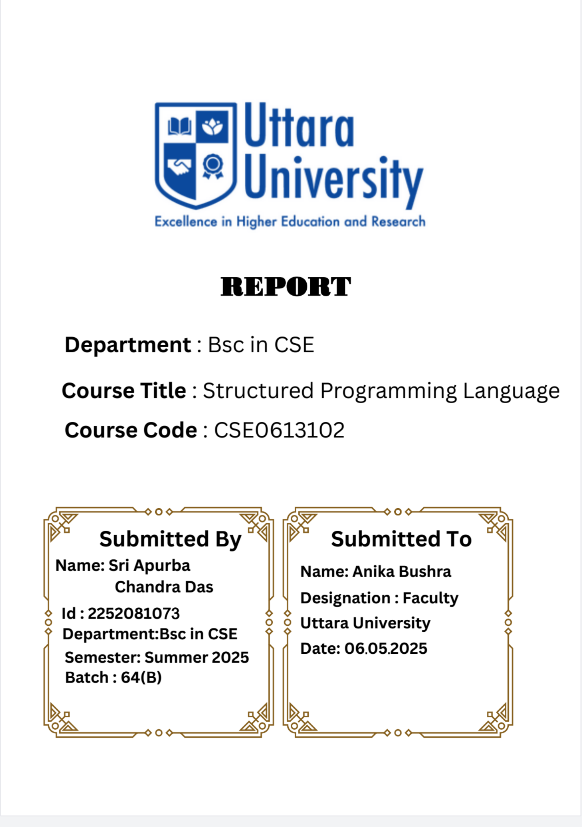 Uttara
University
Excellence in Higher Education and Research
REPORT
Department : Bsc in CSE
Course Title : Structured Programming Language
Course Code : CSE0613102
Submitted By
Name: Sri Apurba
Chandra Das
Id : 2252081073
Department:Bsc in CSE
Semester: Summer 2025
Batch : 64(B)
Submitted To
Name: Anika Bushra
Designation : Faculty
Uttara University
Date: 06.05.2025